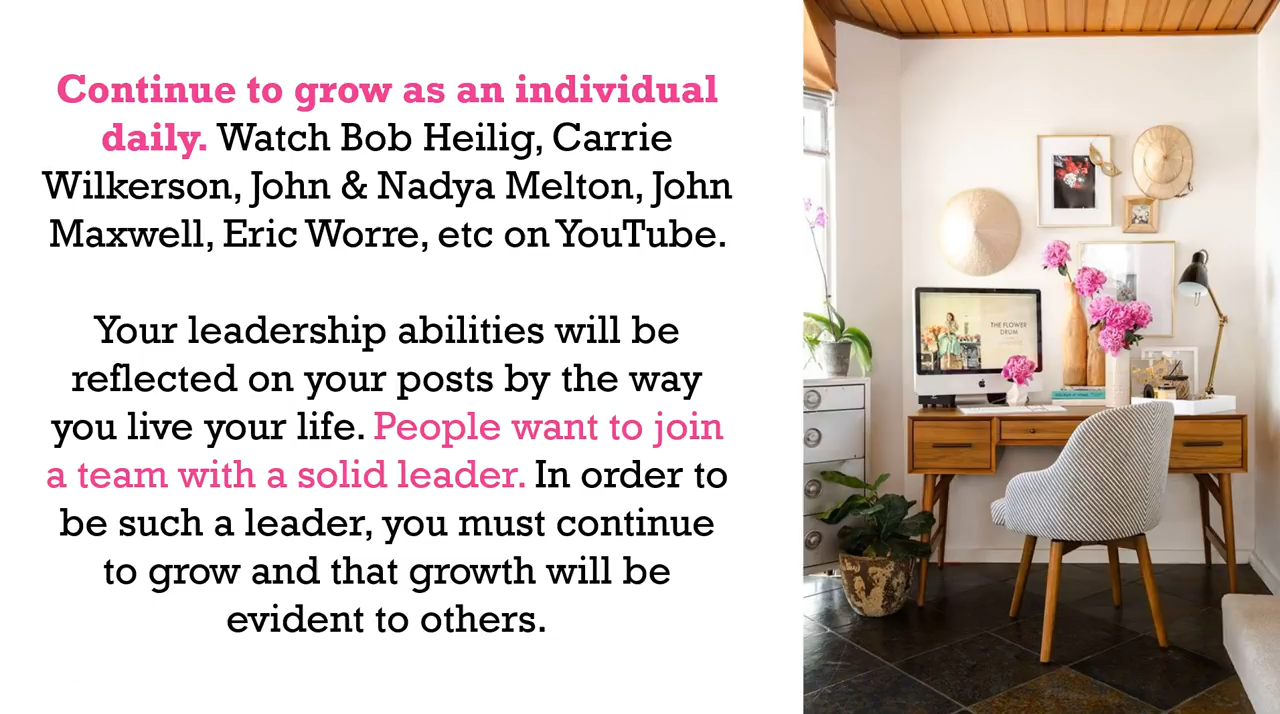 Continue to grow as an individual
daily. Watch Bob Heilig, Carrie
Wilkerson, John & Nadya Melton, John
Maxwell, Eric Worre, etc on YouTube.
Your leadership abilities will be
reflected on your posts by the way
you live your life. People want to join
a team with a solid leader. In order to
be such a leader, you must continue
to grow and that growth will be
evident to others.
THE FLOWER
DRUM